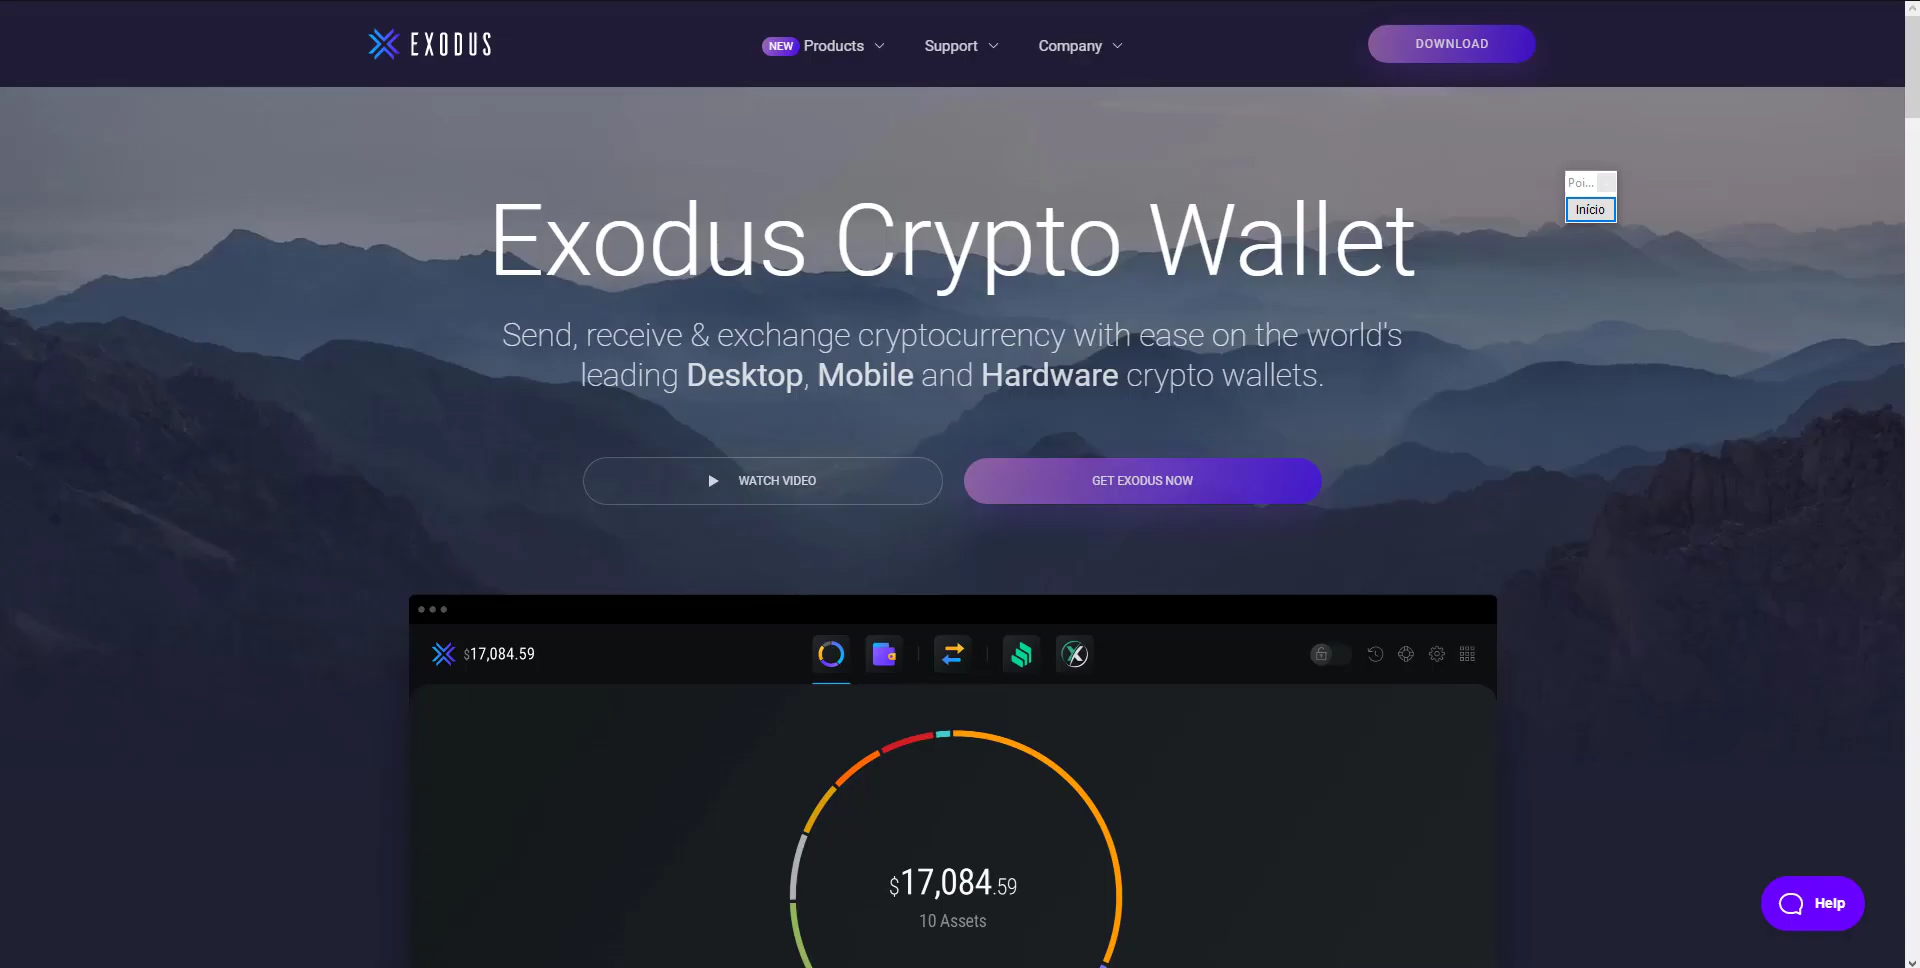 EXODUS
NEW Products
Support
Company
DOWNLOAD
Poi...
Início
Exodus Crypto Wallet
Send, receive & exchange cryptocurrency with ease on the world's
leading Desktop, Mobile and Hardware crypto wallets.
WATCH VIDEO
GET EXODUS NOW
$17,084.59
$17,084.59
10 Assets
Help